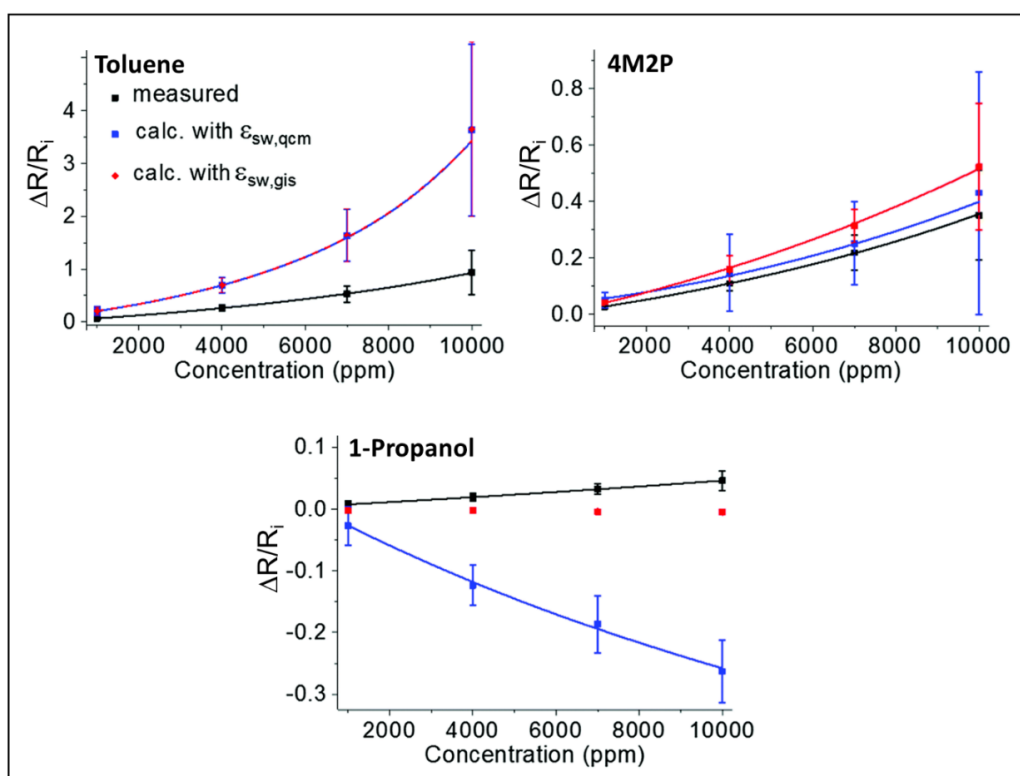 Toluene
measured
calc. with εsw,qcm
calc. with εsw,gis
ΔR/Ri
4
3
2
1
0
2000 4000 6000 8000 10000
Concentration (ppm)
4M2P
ΔR/Ri
0.8
0.6
0.4
0.2
0.0
2000 4000 6000 8000 10000
Concentration (ppm)
1-Propanol
ΔR/Ri
0.1
0.0
-0.1
-0.2
-0.3
2000 4000 6000 8000 10000
Concentration (ppm)